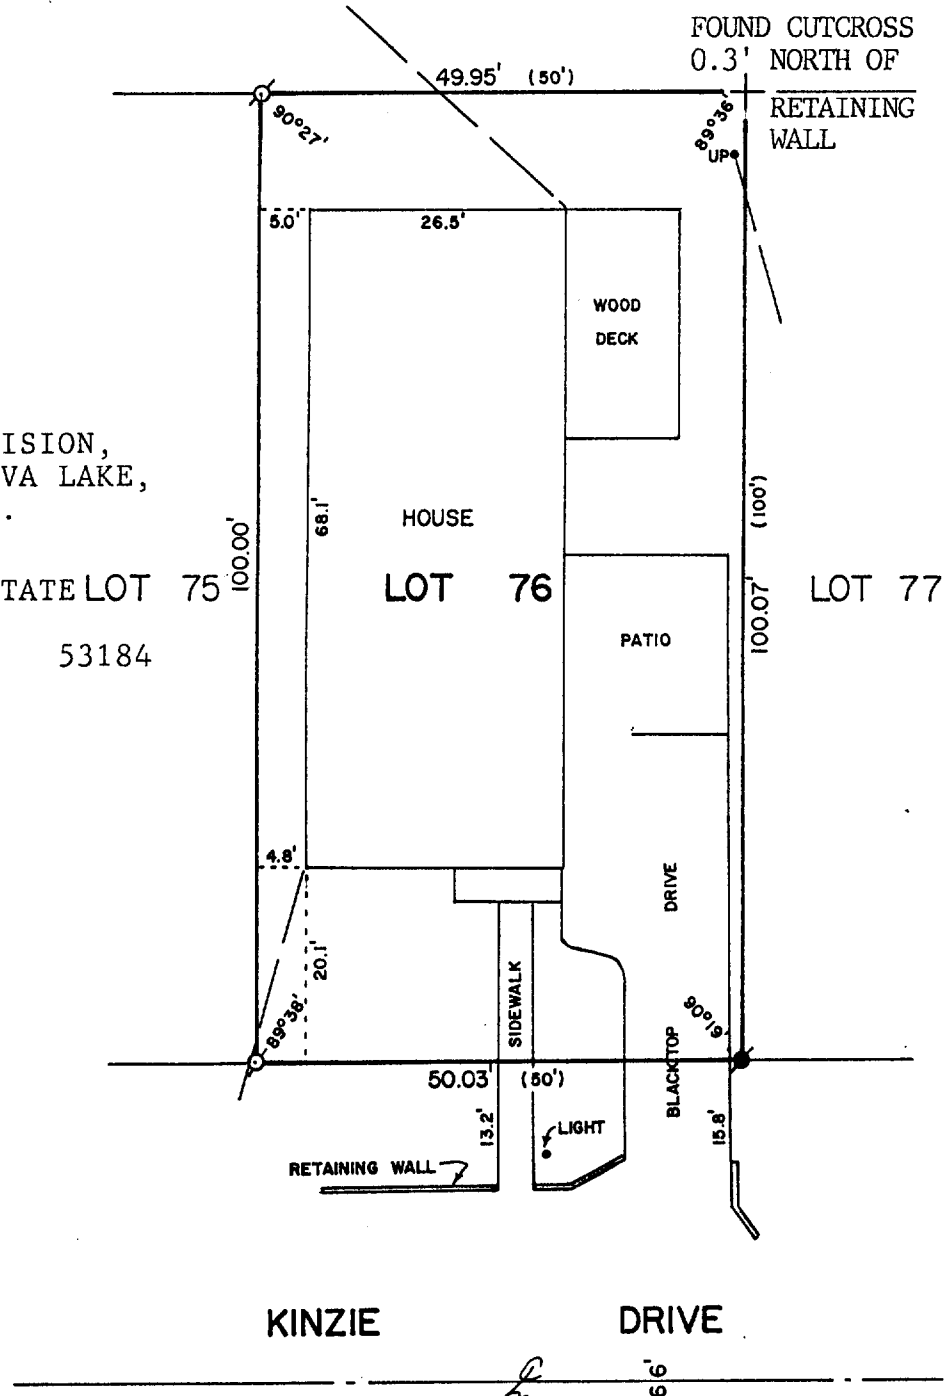 FOUND CUTCROSS
0.3' NORTH OF
RETAINING
WALL
49.95' (50')
90°27'
89°36'
UP
5.0'
26.5'
WOOD
DECK
ISION,
VA LAKE,
.
TATE
53184
LOT 75
100.00'
68.1'
HOUSE
LOT 76
(100')
100.07'
LOT 77
PATIO
4.8'
20.1'
89°38'
SIDEWALK
DRIVE
BLACKTOP
90°19'
50.03' (50')
13.2'
LIGHT
15.8'
RETAINING WALL
KINZIE DRIVE